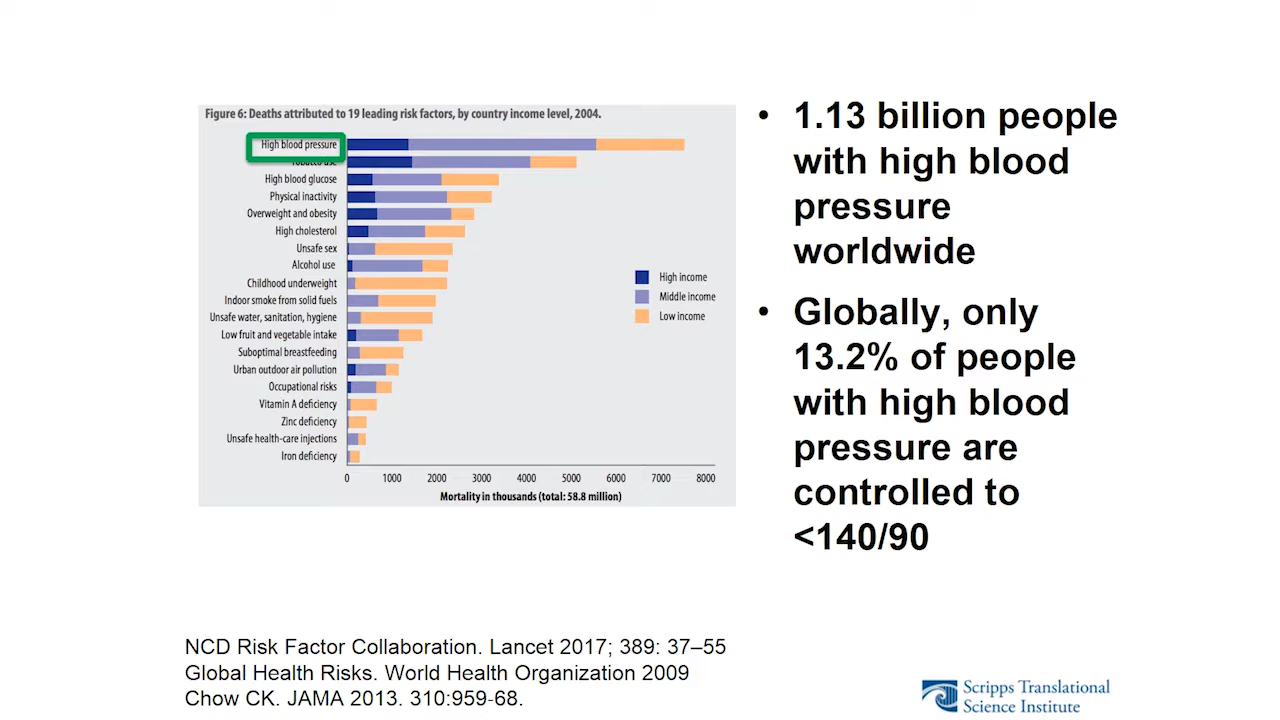 Figure 6: Deaths attributed to 19 leading risk factors, by country income level, 2004.
High blood pressure
Tobacco use
High blood glucose
Physical inactivity
Overweight and obesity
High cholesterol
Unsafe sex
Alcohol use
Childhood underweight
Indoor smoke from solid fuels
Unsafe water, sanitation, hygiene
Low fruit and vegetable intake
Suboptimal breastfeeding
Urban outdoor air pollution
Occupational risks
Vitamin A deficiency
Zinc deficiency
Unsafe health-care injections
Iron deficiency
High income
Middle income
Low income
0 1000 2000 3000 4000 5000 6000 7000 8000
Mortality in thousands (total: 58.8 million)
• 1.13 billion people
with high blood
pressure
worldwide
• Globally, only
13.2% of people
with high blood
pressure are
controlled to
<140/90
NCD Risk Factor Collaboration. Lancet 2017; 389: 37–55
Global Health Risks. World Health Organization 2009
Chow CK. JAMA 2013. 310:959-68.
Scripps Translational
Science Institute